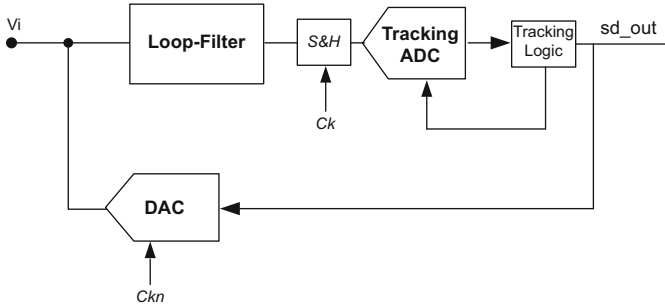 Vi
Loop-Filter
S&H
Tracking
ADC
Tracking
Logic
sd_out
Ck
DAC
Ckn